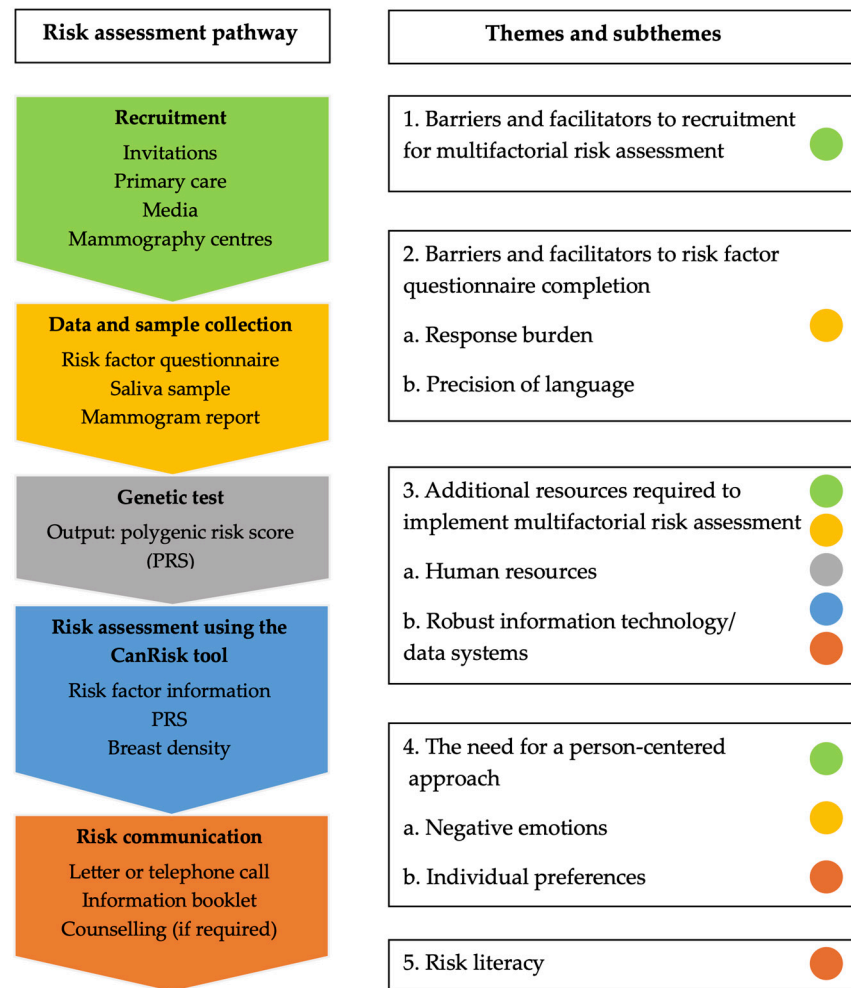 Risk assessment pathway
Recruitment
Invitations
Primary care
Media
Mammography centres
Data and sample collection
Risk factor questionnaire
Saliva sample
Mammogram report
Genetic test
Output: polygenic risk score
(PRS)
Risk assessment using the
CanRisk tool
Risk factor information
PRS
Breast density
Risk communication
Letter or telephone call
Information booklet
Counselling (if required)
Themes and subthemes
1. Barriers and facilitators to recruitment
for multifactorial risk assessment
2. Barriers and facilitators to risk factor
questionnaire completion
a. Response burden
b. Precision of language
3. Additional resources required to
implement multifactorial risk assessment
a. Human resources
b. Robust information technology/
data systems
4. The need for a person-centered
approach
a. Negative emotions
b. Individual preferences
5. Risk literacy